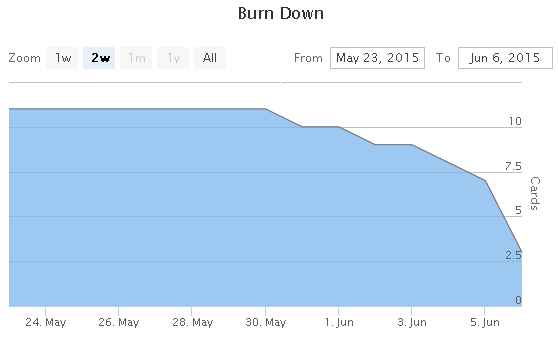 Burn Down
Zoom 1w 2w 1m 1y All From May 23, 2015 To Jun 6, 2015
10
7.5
Cards
5
2.5
0
24. May 26. May 28. May 30. May 1. Jun 3. Jun 5. Jun